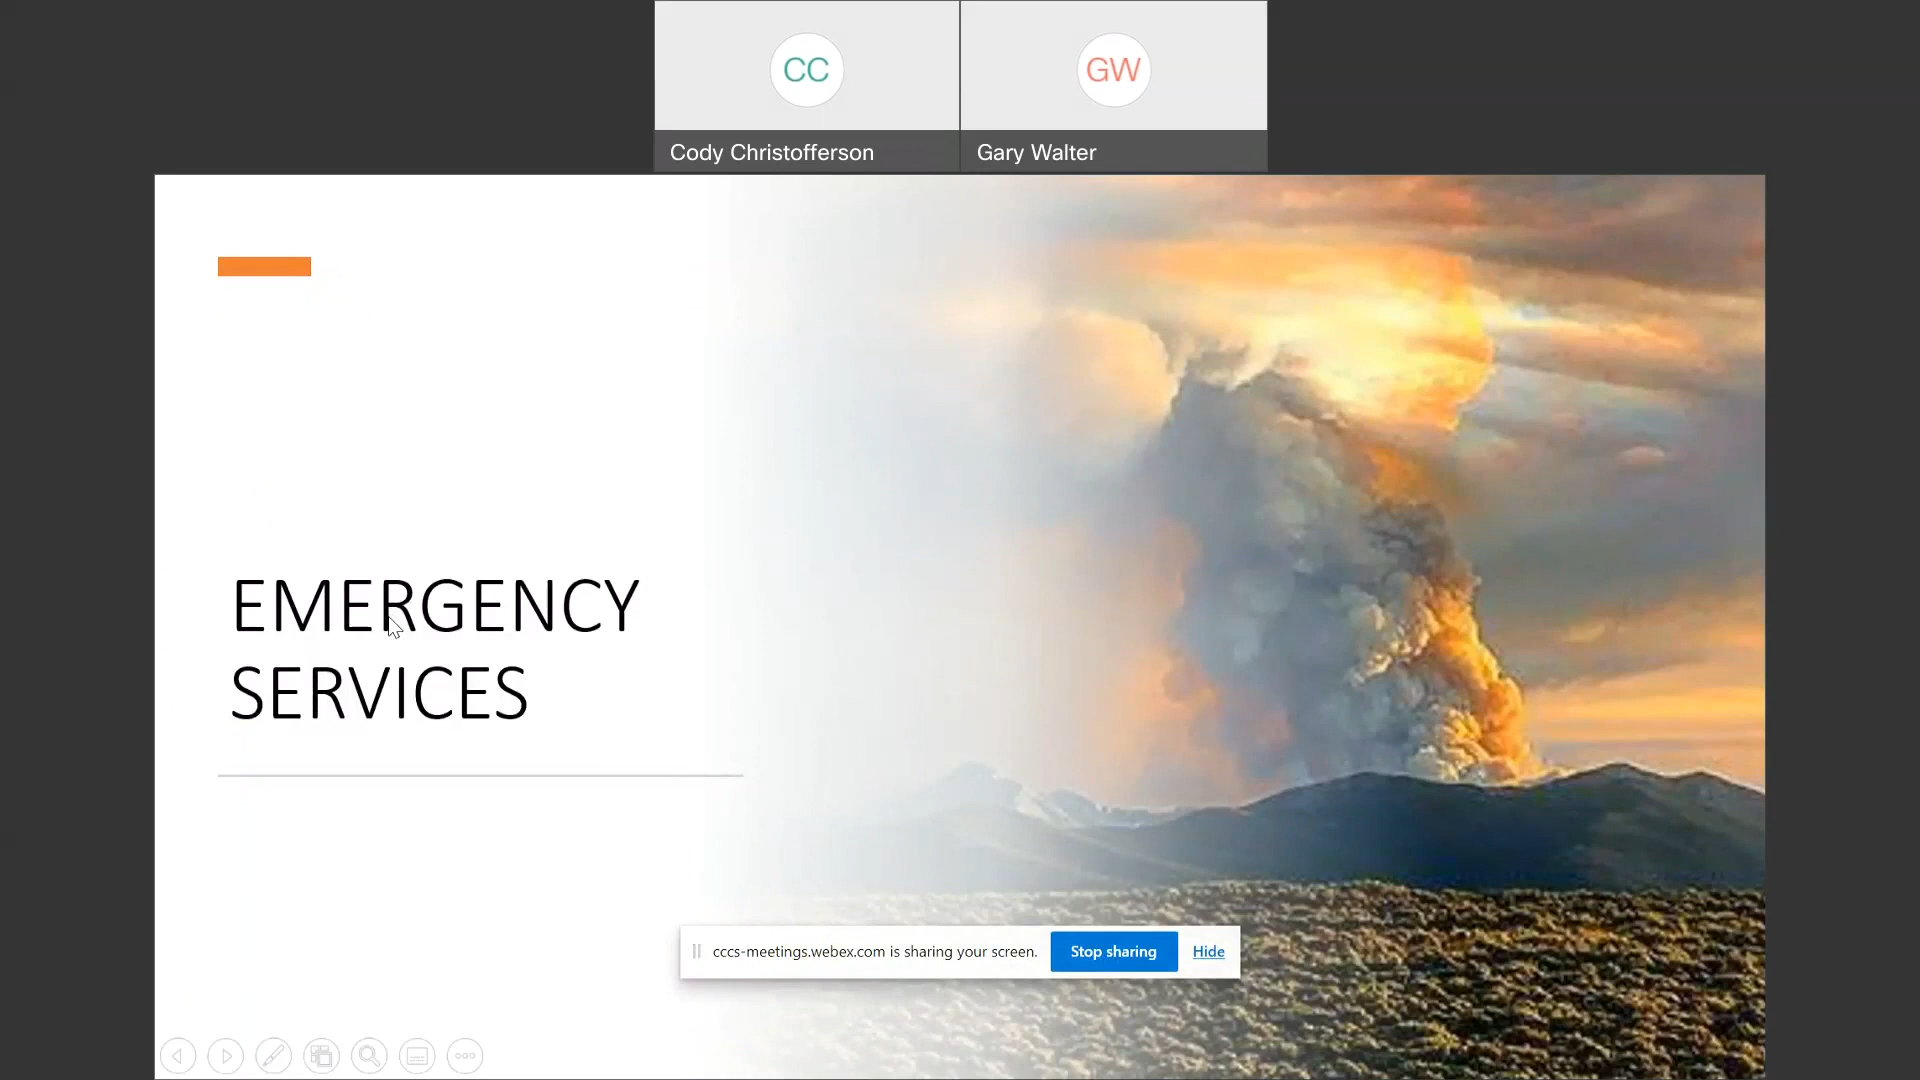 CC
GW
Cody Christofferson
Gary Walter
EMERGENCY
SERVICES
cccs-meetings.webex.com is sharing your screen.
Stop sharing
Hide